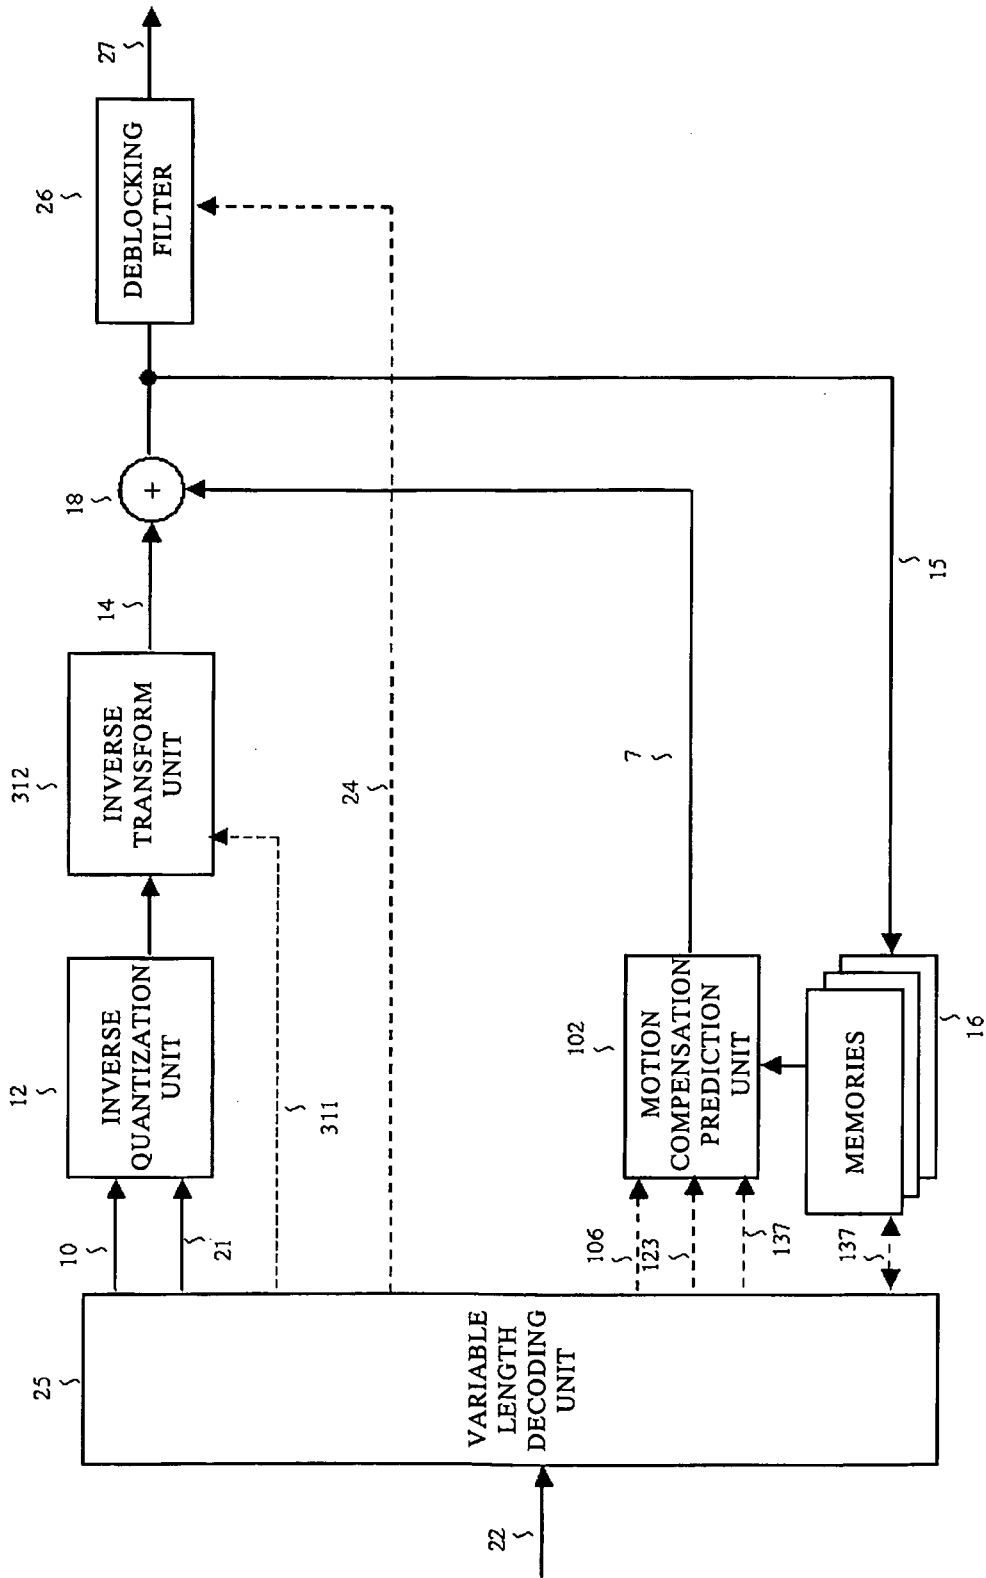 22
25
VARIABLE
LENGTH
DECODING
UNIT
10
21
12
INVERSE
QUANTIZATION
UNIT
311
312
INVERSE
TRANSFORM
UNIT
14
18
+
26
DEBLOCKING
FILTER
27
24
106
123
137
102
MOTION
COMPENSATION
PREDICTION
UNIT
7
137
MEMORIES
16
15